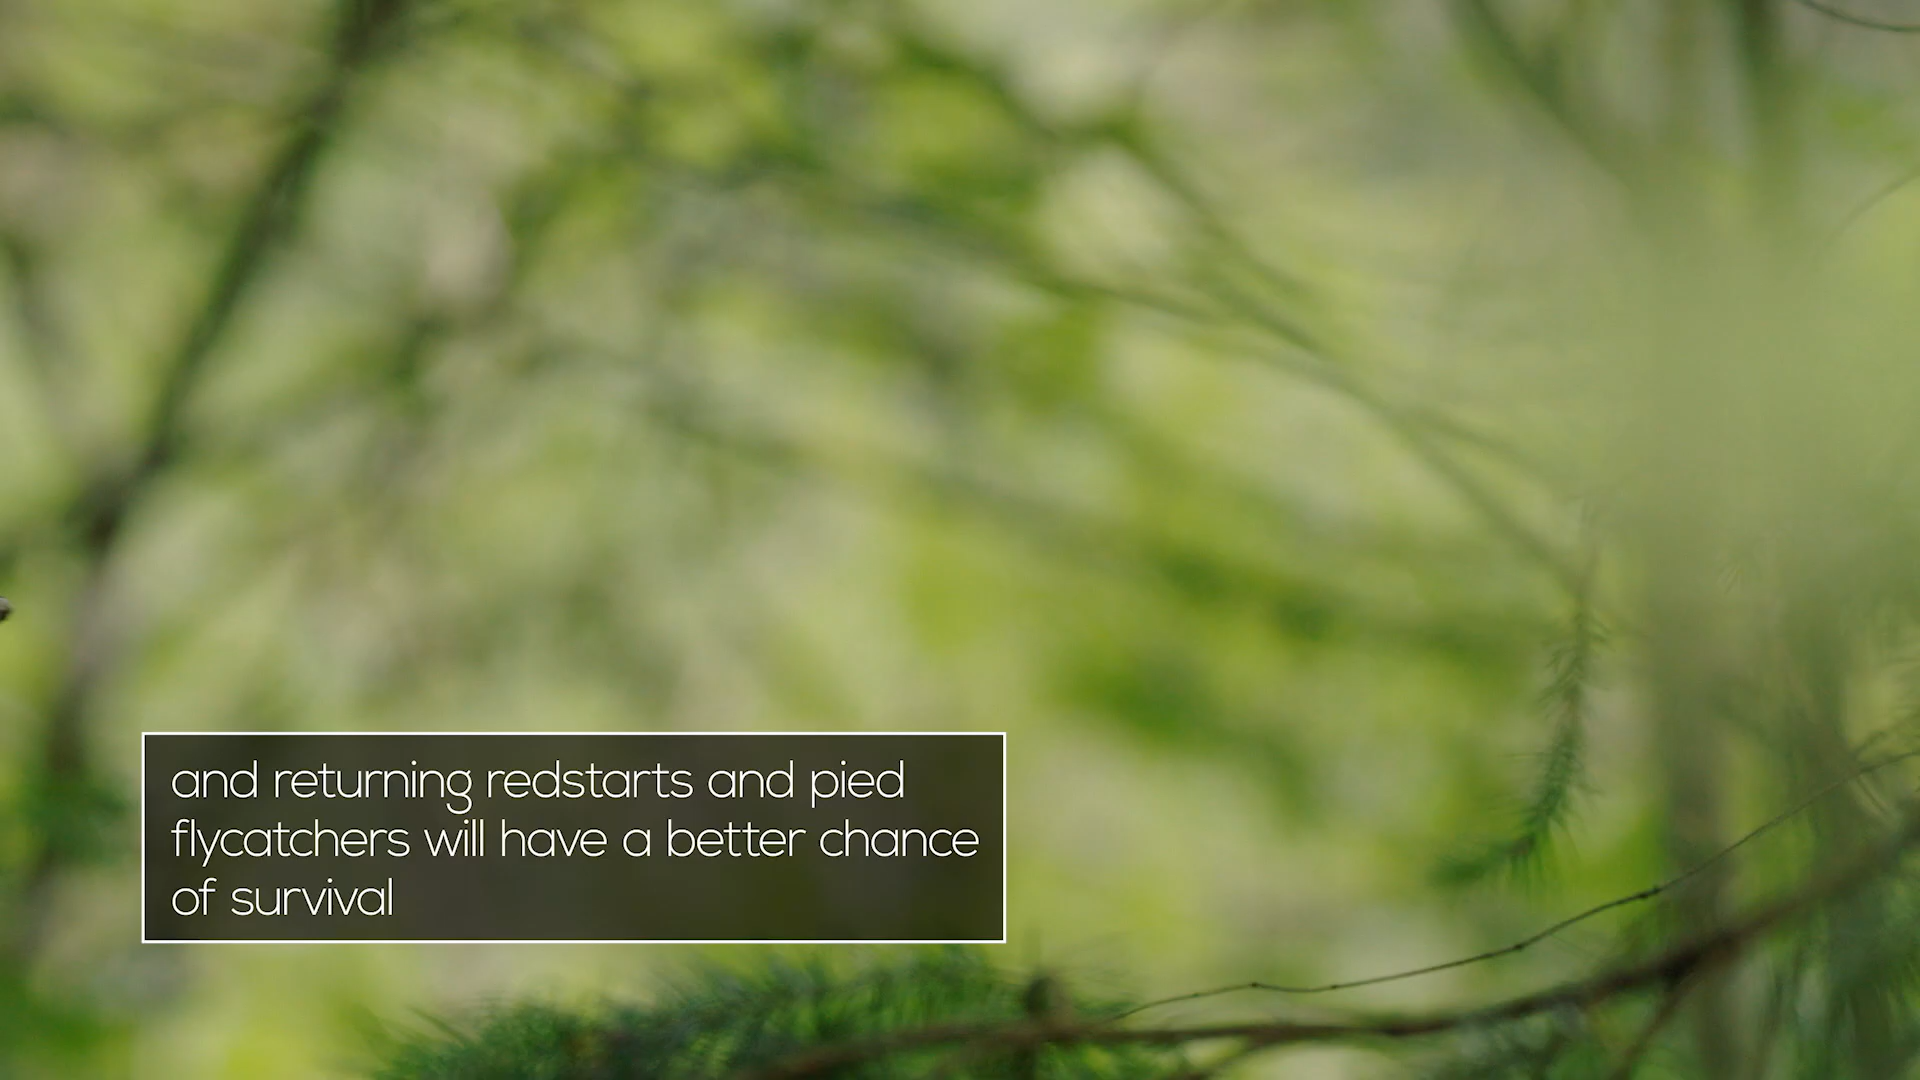 and returning redstarts and pied
flycatchers will have a better chance
of survival